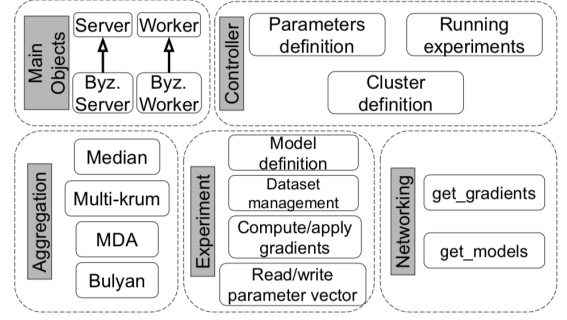 Main
Objects
Server
Worker
Byz.
Server
Byz.
Worker
Controller
Parameters
definition
Running
experiments
Cluster
definition
Aggregation
Median
Multi-krum
MDA
Bulyan
Experiment
Model
definition
Dataset
management
Compute/apply
gradients
Read/write
parameter vector
Networking
get_gradients
get_models